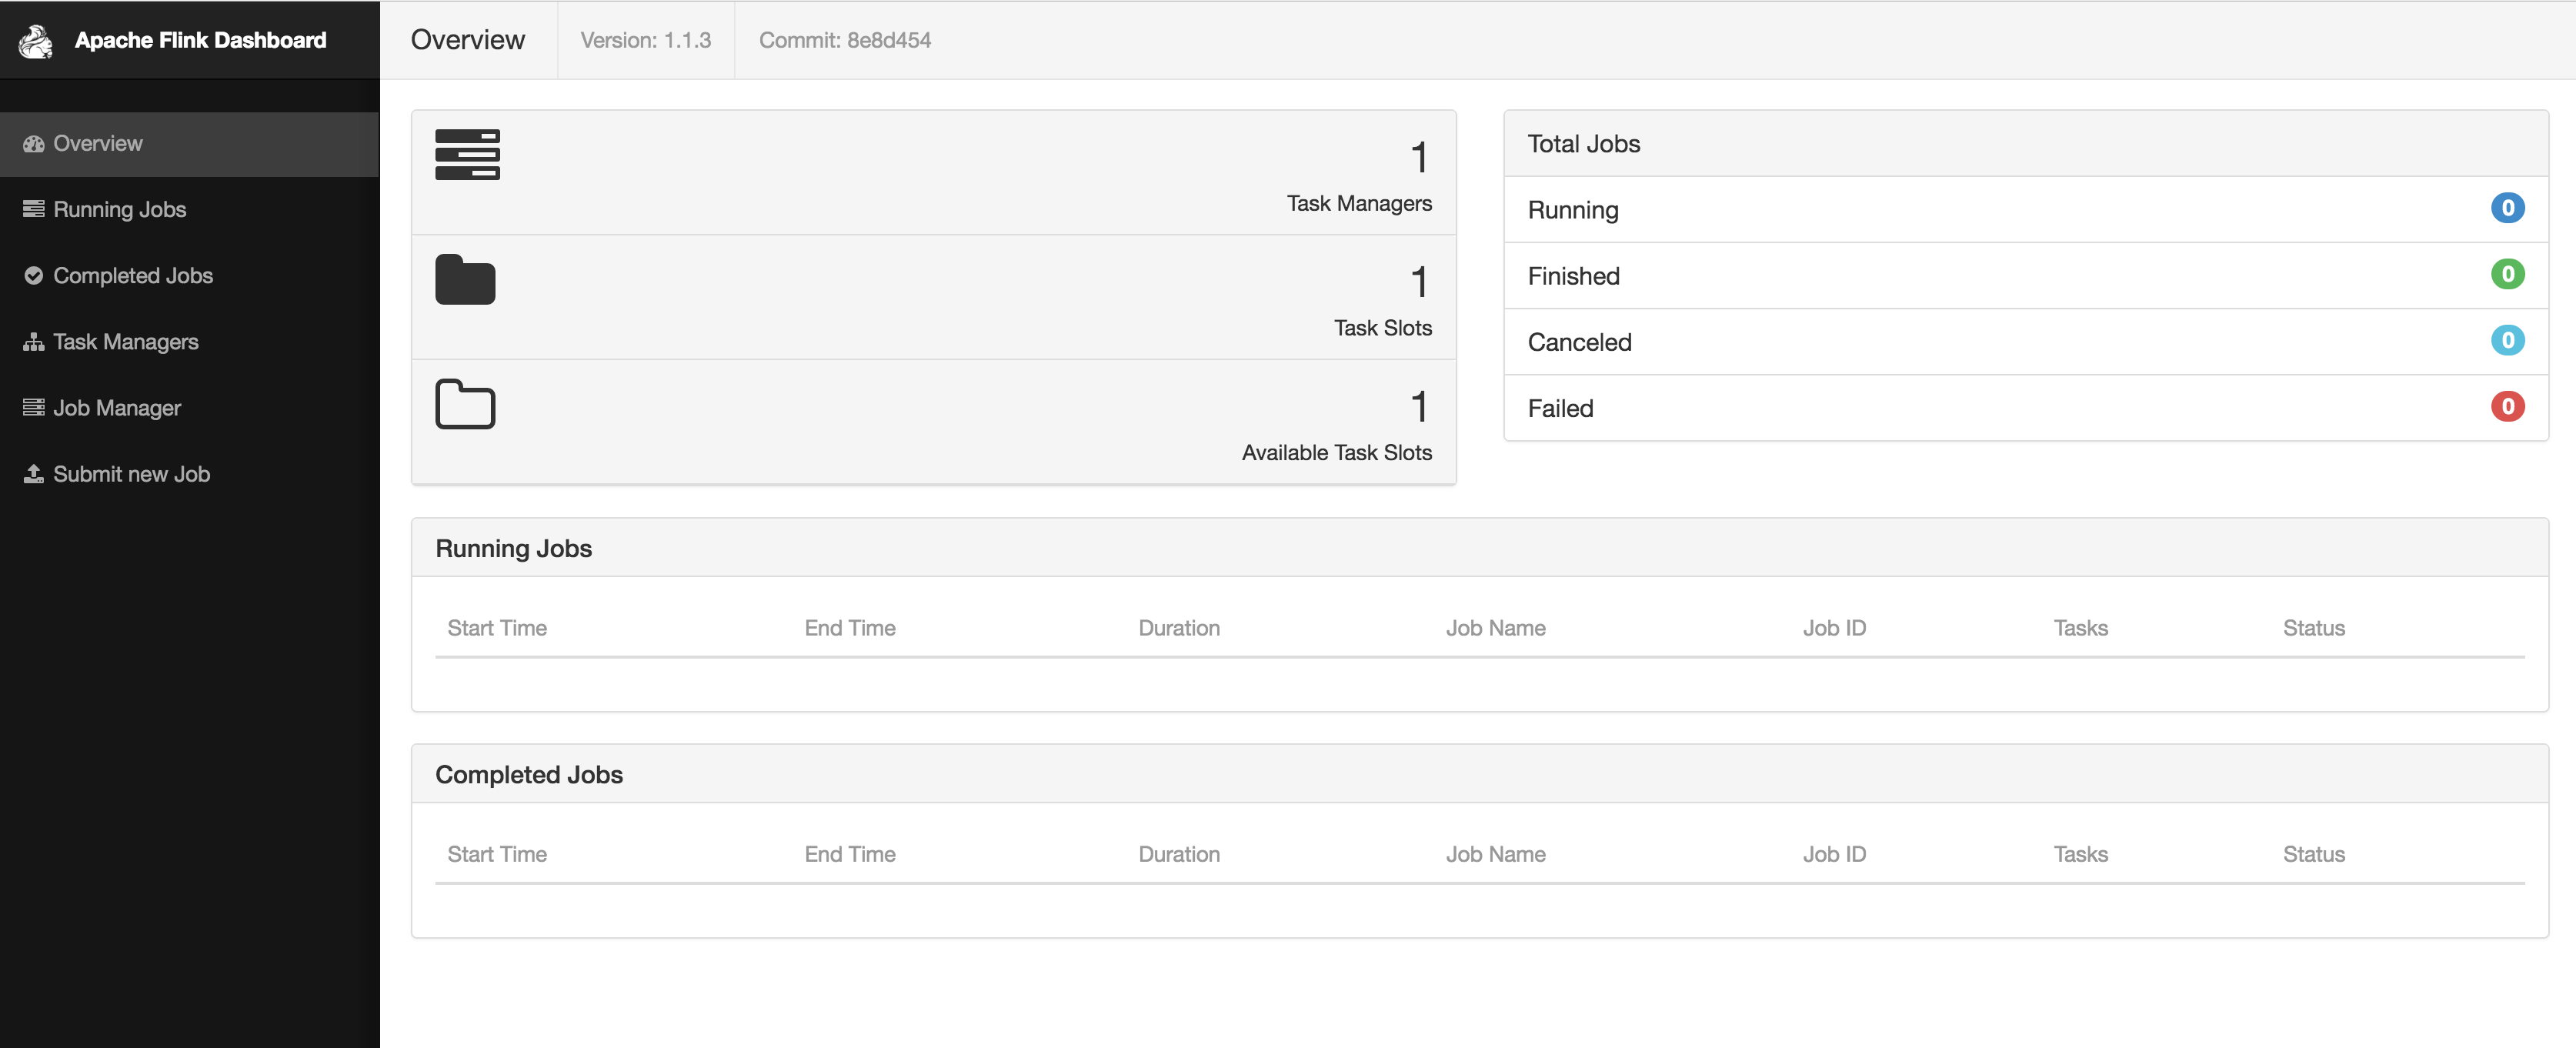 Apache Flink Dashboard
Overview
Running Jobs
Completed Jobs
Task Managers
Job Manager
Submit new Job
Overview
Version: 1.1.3
Commit: 8e8d454
1
Task Managers
1
Task Slots
1
Available Task Slots
Total Jobs
Running 0
Finished 0
Canceled 0
Failed 0
Running Jobs
Start Time End Time Duration Job Name Job ID Tasks Status
Completed Jobs
Start Time End Time Duration Job Name Job ID Tasks Status